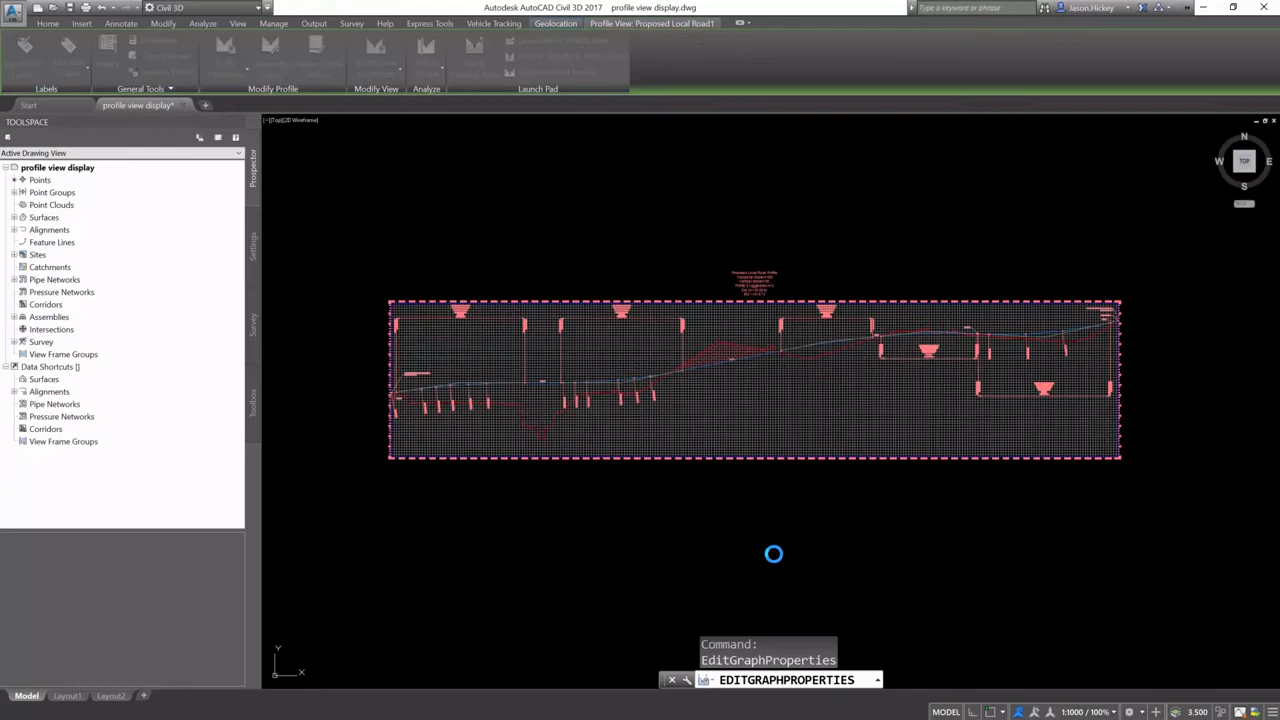 Civil 3D
Autodesk AutoCAD Civil 3D 2017 profile view display.dwg
Type a keyword or phrase
Jason.Hickey
Home Insert Annotate Modify Analyze View Manage Output Survey Help Express Tools Vehicle Tracking Geolocation Profile View: Proposed Local Road1
Labels General Tools Modify Profile Modify View Analyze Launch Pad
Start profile view display*
TOOLSPACE
[−][Top][2D Wireframe]
Active Drawing View
profile view display
Points
Point Groups
Point Clouds
Surfaces
Alignments
Feature Lines
Sites
Catchments
Pipe Networks
Pressure Networks
Corridors
Assemblies
Intersections
Survey
View Frame Groups
Data Shortcuts []
Surfaces
Alignments
Pipe Networks
Pressure Networks
Corridors
View Frame Groups
Prospector
Settings
Survey
Toolbox
N
W TOP E
S
Y
X
Command:
EditGraphProperties
EDITGRAPHPROPERTIES
Model Layout1 Layout2 +
MODEL 1:1000 / 100% 3.500